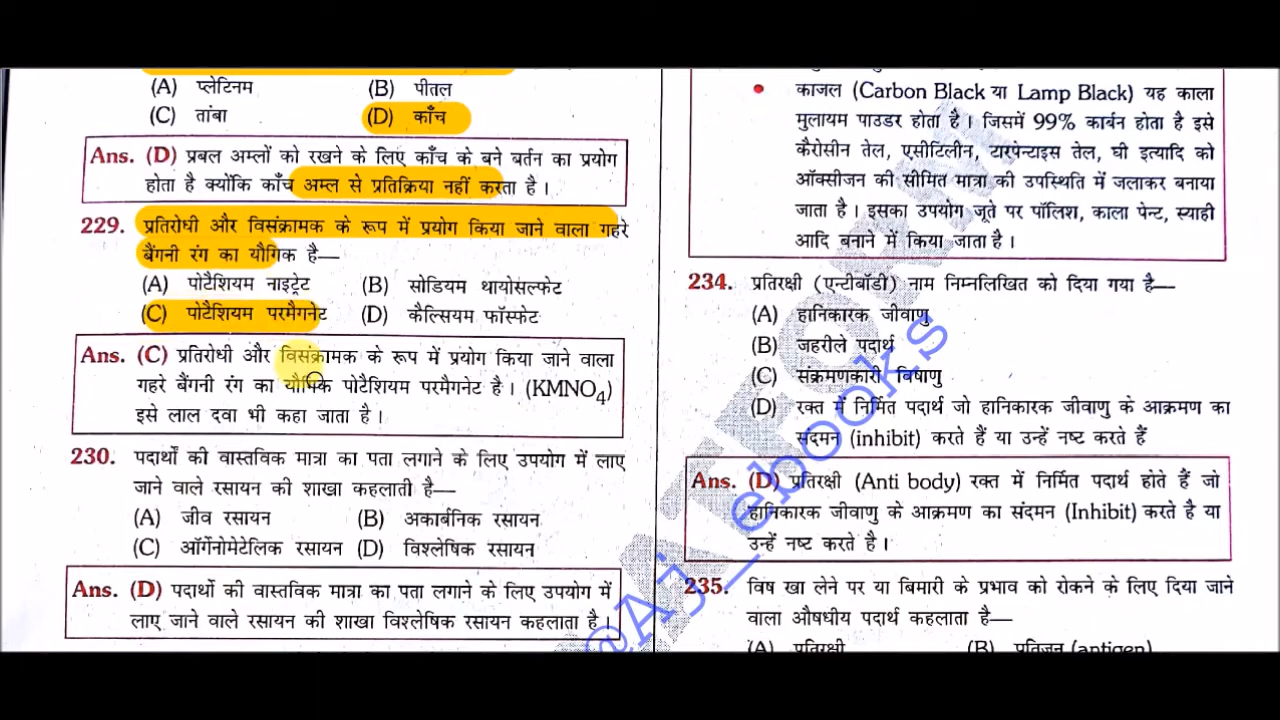 (A) प्लेटिनम (B) पीतल
(C) तांबा (D) काँच
Ans. (D) प्रबल अम्लों को रखने के लिए काँच के बने बर्तन का प्रयोग
होता है क्योंकि काँच अम्ल से प्रतिक्रिया नहीं करता है।
229. प्रतिरोधी और विसंक्रामक के रूप में प्रयोग किया जाने वाला गहरे
बैंगनी रंग का यौगिक है—
(A) पोटैशियम नाइट्रेट (B) सोडियम थायोसल्फेट
(C) पोटैशियम परमैगनेट (D) कैल्सियम फॉस्फेट
Ans. (C) प्रतिरोधी और विसंक्रामक के रूप में प्रयोग किया जाने वाला
गहरे बैंगनी रंग का यौगिक पोटैशियम परमैगनेट है। (KMNO₄)
इसे लाल दवा भी कहा जाता है।
230. पदार्थों की वास्तविक मात्रा का पता लगाने के लिए उपयोग में लाए
जाने वाले रसायन की शाखा कहलाती है—
(A) जीव रसायन (B) अकार्बनिक रसायन
(C) ऑर्गेनोमेटेलिक रसायन (D) विश्लेषिक रसायन
Ans. (D) पदार्थो की वास्तविक मात्रा का पता लगाने के लिए उपयोग में
लाए जाने वाले रसायन की शाखा विश्लेषिक रसायन कहलाता है।
• काजल (Carbon Black या Lamp Black) यह काला
मुलायम पाउडर होता है। जिसमें 99% कार्बन होता है इसे
कैरोसीन तेल, एसीटिलीन, टारपेन्टाइस तेल, घी इत्यादि को
ऑक्सीजन की सीमित मात्रा की उपस्थिति में जलाकर बनाया
जाता है। इसका उपयोग जूते पर पॉलिश, काला पेन्ट, स्याही
आदि बनाने में किया जाता है।
234. प्रतिरक्षी (एन्टीबॉडी) नाम निम्नलिखित को दिया गया है—
(A) हानिकारक जीवाणु
(B) जहरीले पदार्थ
(C) संक्रमणकारी विषाणु
(D) रक्त में निर्मित पदार्थ जो हानिकारक जीवाणु के आक्रमण का
संदमन (inhibit) करते हैं या उन्हें नष्ट करते हैं
Ans. (D) प्रतिरक्षी (Anti body) रक्त में निर्मित पदार्थ होते हैं जो
हानिकारक जीवाणु के आक्रमण का संदमन (Inhibit) करते है या
उन्हें नष्ट करते है।
235. विष खा लेने पर या बिमारी के प्रभाव को रोकने के लिए दिया जाने
वाला औषधीय पदार्थ कहलाता है—
(A) प्रतिरक्षी (B) प्रतिजन (antigen)
@Aj_ebooks